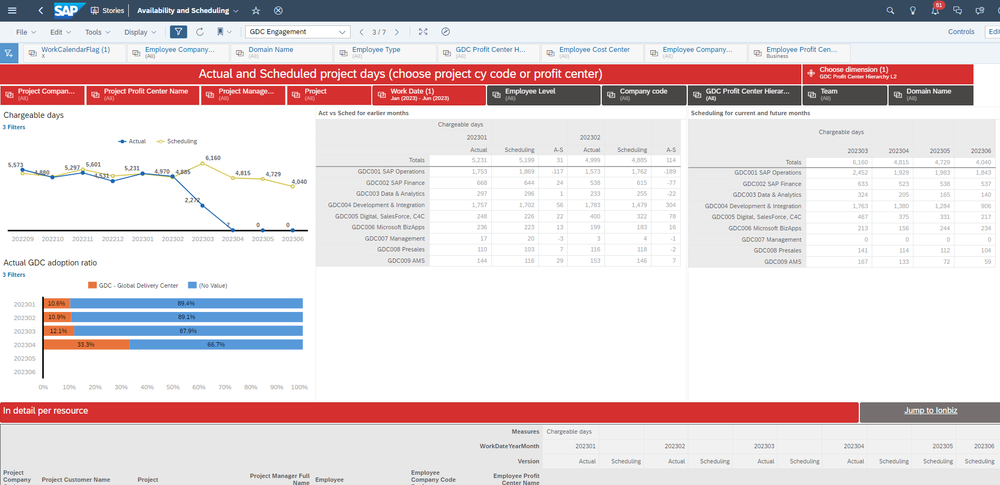 SAP Stories Availability and Scheduling 51
File Edit Tools Display GDC Engagement 3 / 7 Controls Edit
WorkCalendarFlag (1) Employee Company... Domain Name Employee Type GDC Profit Center H... Employee Cost Center Employee Company... Employee Profit Cen...
X (All) (All) (All) (All) (All) (All) Business
Actual and Scheduled project days (choose project cy code or profit center)
Choose dimension (1)
GDC Profit Center Hierarchy L2
Project Compan... Project Profit Center Name Project Manage... Project Work Date (1) Employee Level Company code GDC Profit Center Hierar... Team Domain Name
(All) (All) (All) (All) Jan (2023) - Jun (2023) (All) (All) (All) (All) (All)
Chargeable days
3 Filters
Actual Scheduling
6,160
5,573 4,880 5,297 5,601 4,531 5,231 4,970 4,885 4,815 4,729 4,040
2,272
7 0 0
202209 202210 202211 202212 202301 202302 202303 202304 202305 202306
Actual GDC adoption ratio
3 Filters
GDC - Global Delivery Center (No Value)
202301 10.6% 89.4%
202302 10.9% 89.1%
202303 12.1% 87.9%
202304 33.3% 66.7%
202305
202306
0% 10% 20% 30% 40% 50% 60% 70% 80% 90% 100%
Act vs Sched for earlier months
Chargeable days
202301 202302
Actual Scheduling A-S Actual Scheduling A-S
Totals 5,231 5,199 31 4,999 4,885 114
GDC001 SAP Operations 1,753 1,869 -117 1,573 1,762 -189
GDC002 SAP Finance 668 644 24 538 615 -77
GDC003 Data & Analytics 297 296 1 233 255 -22
GDC004 Development & Integration 1,757 1,702 56 1,783 1,479 304
GDC005 Digital, SalesForce, C4C 248 226 22 400 322 78
GDC006 Microsoft BizApps 236 223 13 199 183 16
GDC007 Management 17 20 -3 3 4 -1
GDC008 Presales 110 103 7 116 118 -2
GDC009 AMS 144 116 29 153 146 7
Scheduling for current and future months
Chargeable days
202303 202304 202305 202306
Totals 6,160 4,815 4,729 4,040
GDC001 SAP Operations 2,452 1,929 1,983 1,843
GDC002 SAP Finance 633 523 538 537
GDC003 Data & Analytics 324 205 165 140
GDC004 Development & Integration 1,763 1,380 1,284 906
GDC005 Digital, SalesForce, C4C 467 375 331 217
GDC006 Microsoft BizApps 213 156 244 234
GDC007 Management 0 0 0 0
GDC008 Presales 141 114 112 104
GDC009 AMS 167 133 72 59
In detail per resource
Jump to Ionbiz
Measures Chargeable days
WorkDateYearMonth 202301 202302 202303 202304 202305 202306
Version Actual Scheduling Actual Scheduling Actual Scheduling Actual Scheduling Scheduling Scheduling
Project Company Project Customer Name Project Project Manager Full Name Employee Employee Company Code Employee Profit Center Name